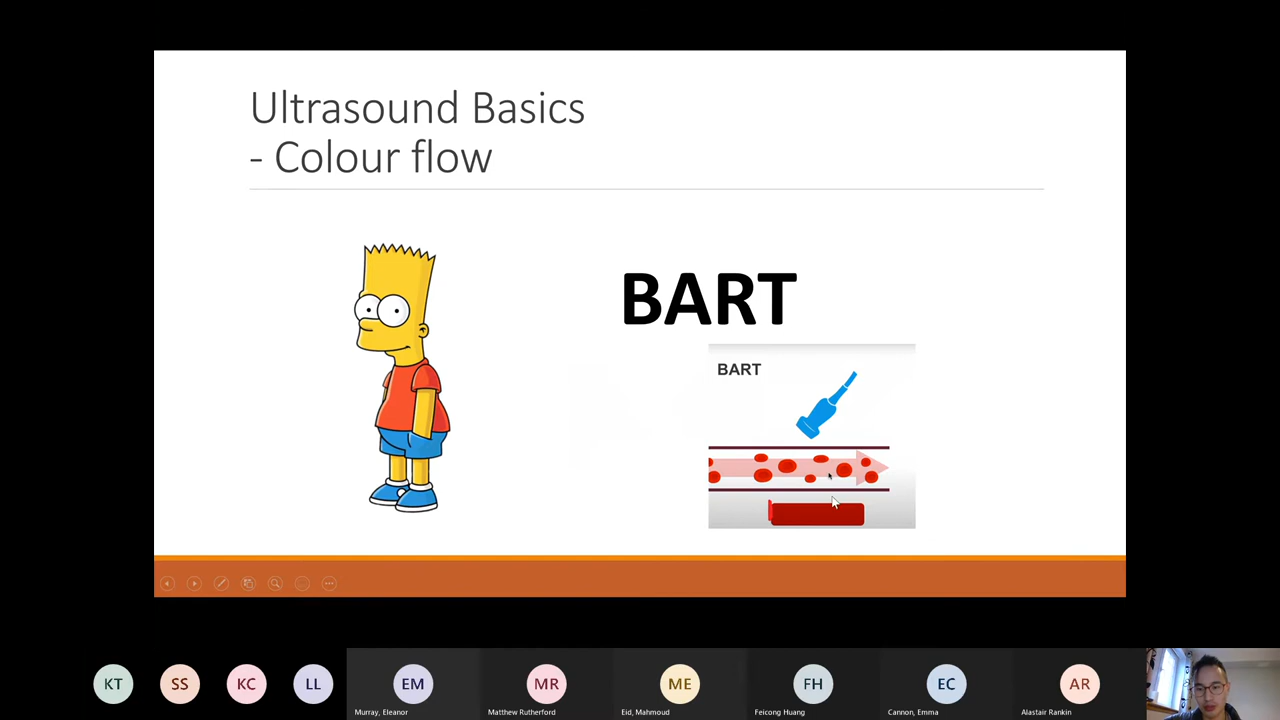 Ultrasound Basics
- Colour flow
BART
BART
KT
SS
KC
LL
EM
MR
ME
FH
EC
AR
Murray, Eleanor
Matthew Rutherford
Eid, Mahmoud
Feicong Huang
Cannon, Emma
Alastair Rankin